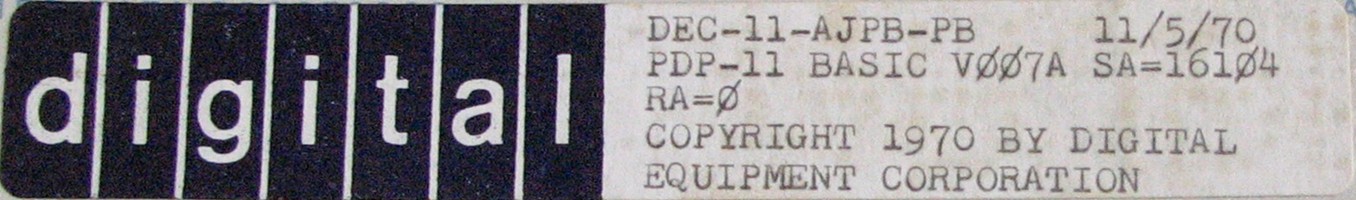 digital
DEC-11-AJPB-PB 11/5/70
PDP-11 BASIC VØØ7A SA=161Ø4
RA=Ø
COPYRIGHT 1970 BY DIGITAL
EQUIPMENT CORPORATION